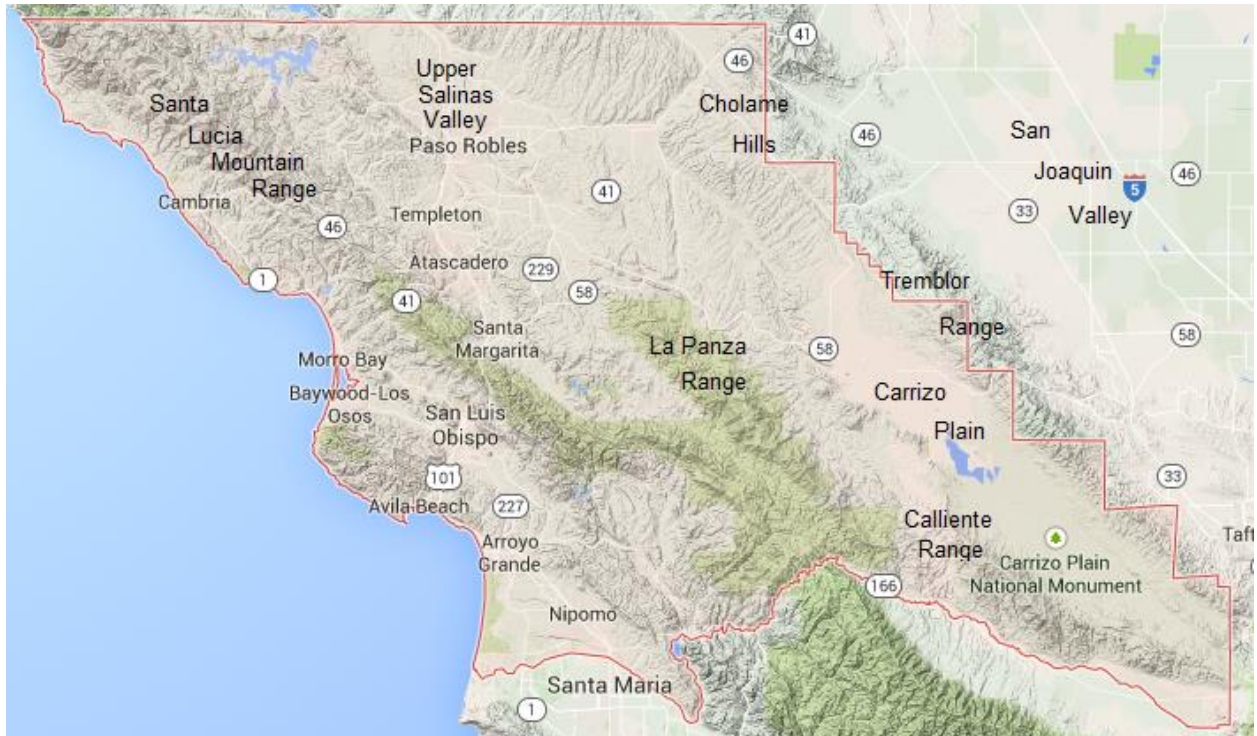 41
46
46
Upper
Salinas
Valley
Paso Robles
Cholame
Hills
Santa
Lucia
Mountain
Range
San
Joaquin
Valley
5
46
33
41
Cambria
46
Templeton
Atascadero
229
58
1
41
Tremblor
Range
Santa
Margarita
La Panza
Range
58
58
Morro Bay
Baywood-Los
Osos
San Luis
Obispo
Carrizo
Plain
101
Avila Beach
227
33
Arroyo
Grande
Calliente
Range
Taft
Carrizo Plain
National Monument
166
Nipomo
Santa Maria
1